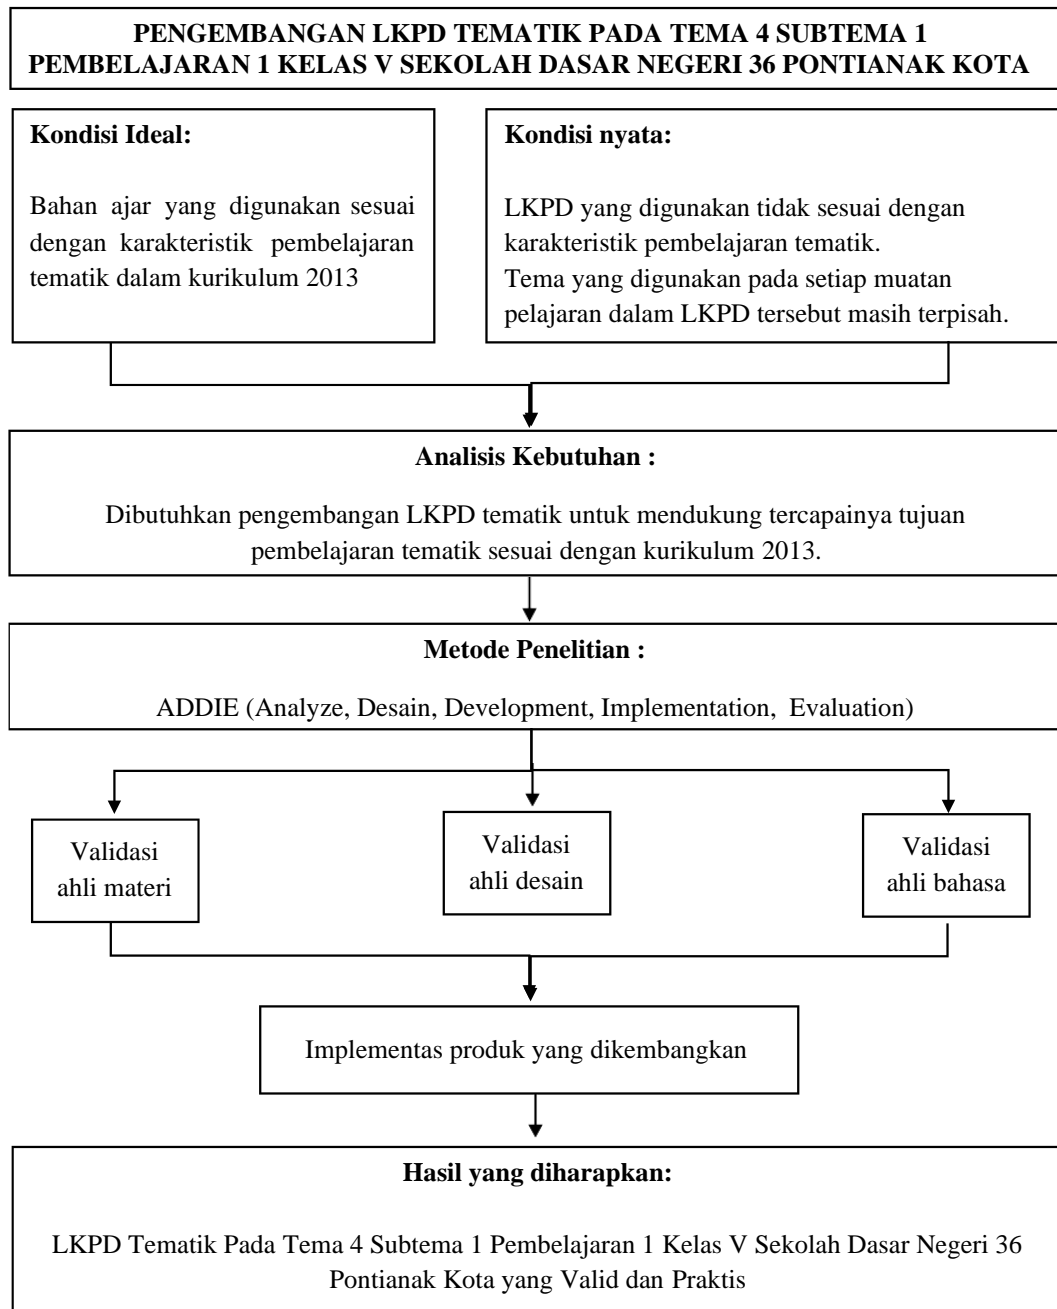 PENGEMBANGAN LKPD TEMATIK PADA TEMA 4 SUBTEMA 1
PEMBELAJARAN 1 KELAS V SEKOLAH DASAR NEGERI 36 PONTIANAK KOTA
Kondisi Ideal:
Bahan ajar yang digunakan sesuai
dengan karakteristik pembelajaran
tematik dalam kurikulum 2013
Kondisi nyata:
LKPD yang digunakan tidak sesuai dengan
karakteristik pembelajaran tematik.
Tema yang digunakan pada setiap muatan
pelajaran dalam LKPD tersebut masih terpisah.
Analisis Kebutuhan :
Dibutuhkan pengembangan LKPD tematik untuk mendukung tercapainya tujuan
pembelajaran tematik sesuai dengan kurikulum 2013.
Metode Penelitian :
ADDIE (Analyze, Desain, Development, Implementation, Evaluation)
Validasi
ahli materi
Validasi
ahli desain
Validasi
ahli bahasa
Implementas produk yang dikembangkan
Hasil yang diharapkan:
LKPD Tematik Pada Tema 4 Subtema 1 Pembelajaran 1 Kelas V Sekolah Dasar Negeri 36
Pontianak Kota yang Valid dan Praktis